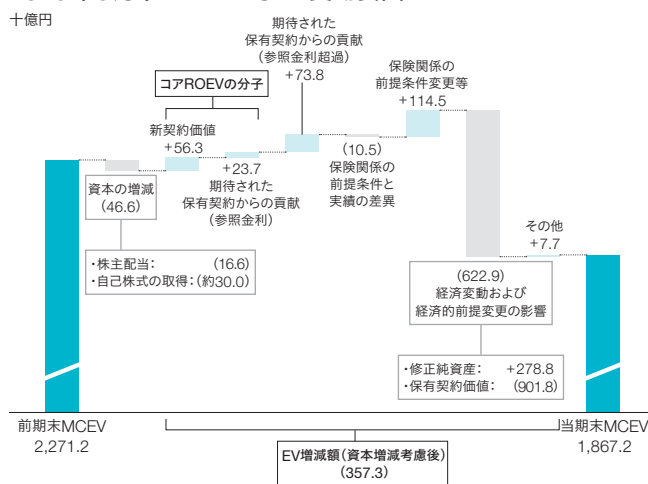 十億円
期待された
保有契約からの貢献
(参照金利超過)
+73.8
保険関係の
前提条件変更等
+114.5
コアROEVの分子
新契約価値
+56.3
+23.7
期待された
保有契約からの貢献
(参照金利)
(10.5)
保険関係の
前提条件と
実績の差異
資本の増減
(46.6)
・株主配当: (16.6)
・自己株式の取得:(約30.0)
その他
+7.7
(622.9)
経済変動および
経済的前提変更の影響
・修正純資産: +278.8
・保有契約価値: (901.8)
前期末MCEV
2,271.2
当期末MCEV
1,867.2
EV増減額(資本増減考慮後)
(357.3)